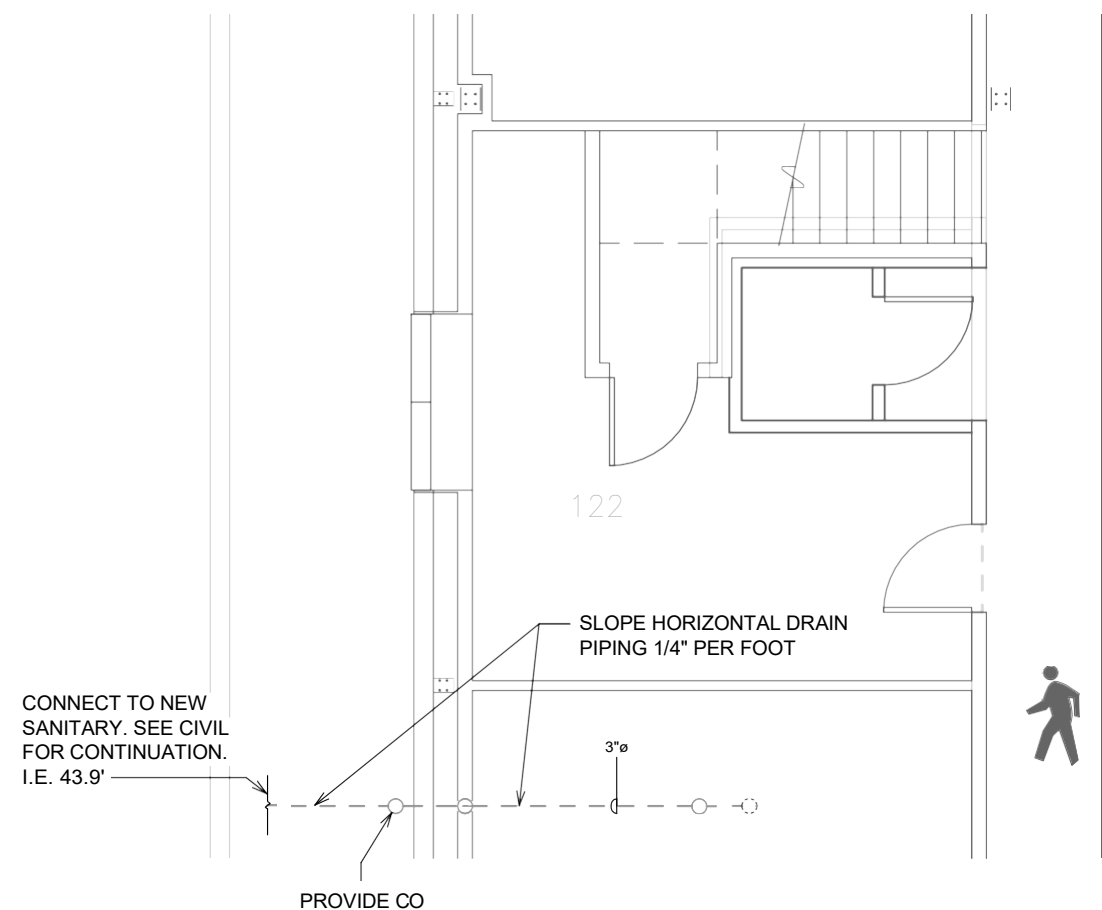 122
SLOPE HORIZONTAL DRAIN
PIPING 1/4" PER FOOT
CONNECT TO NEW
SANITARY. SEE CIVIL
FOR CONTINUATION.
I.E. 43.9'
3"ø
PROVIDE CO